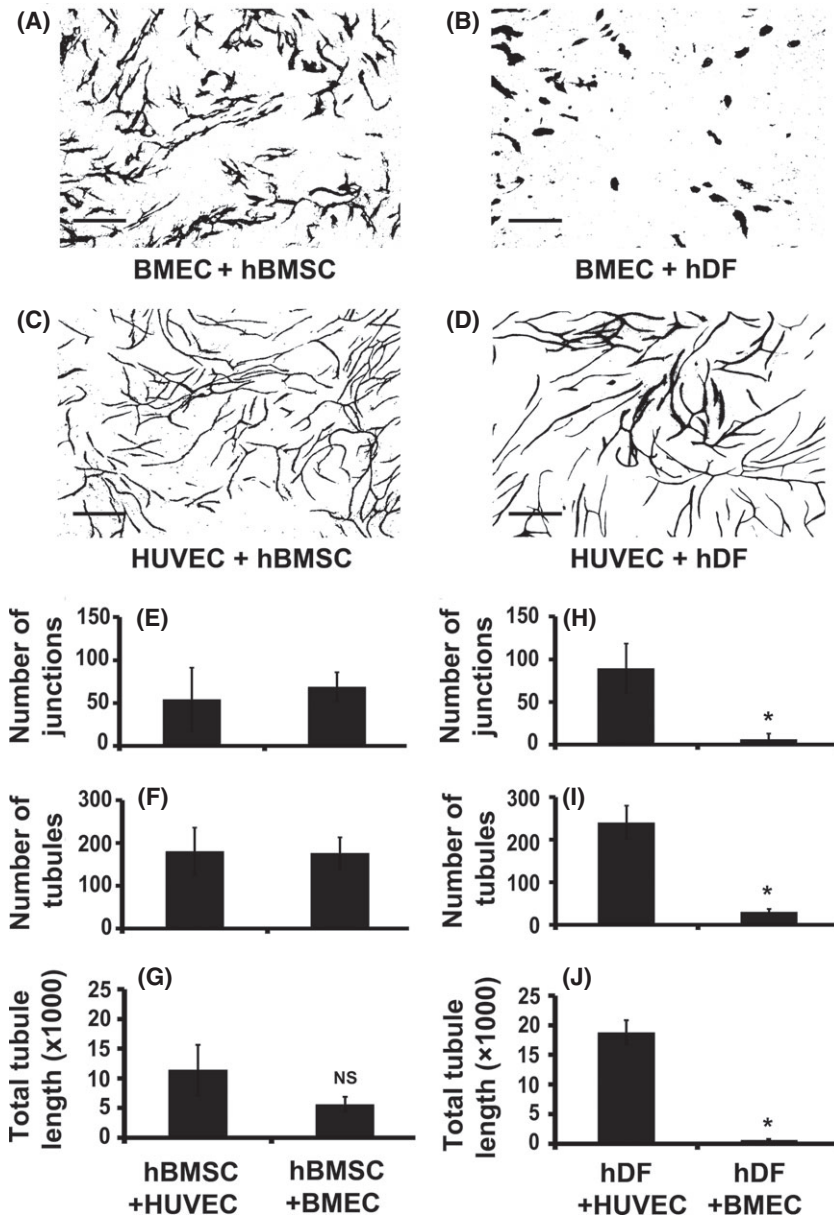 (A)
(B)
BMEC + hBMSC
BMEC + hDF
(C)
(D)
HUVEC + hBMSC
HUVEC + hDF
(E)
Number of
junctions
150
100
50
0
(H)
Number of
junctions
150
100
50
0
*
(F)
Number of
tubules
300
200
100
0
(I)
Number of
tubules
300
200
100
0
*
(G)
Total tubule
length (x1000)
25
20
15
10
5
0
NS
hBMSC
+HUVEC
hBMSC
+BMEC
(J)
Total tubule
length (×1000)
25
20
15
10
5
0
*
hDF
+HUVEC
hDF
+BMEC